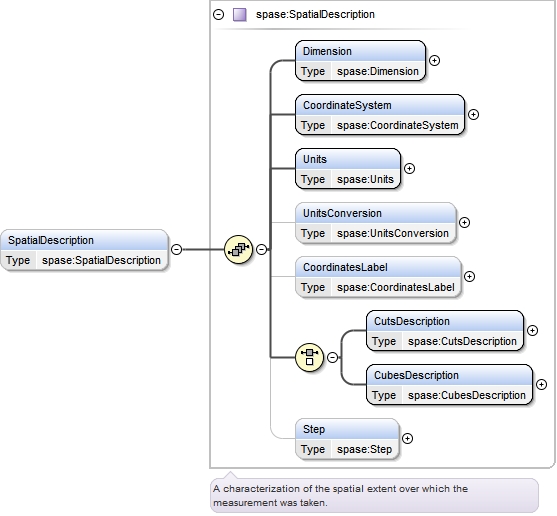 spase:SpatialDescription
Dimension
Type spase:Dimension
CoordinateSystem
Type spase:CoordinateSystem
Units
Type spase:Units
UnitsConversion
Type spase:UnitsConversion
SpatialDescription
Type spase:SpatialDescription
CoordinatesLabel
Type spase:CoordinatesLabel
CutsDescription
Type spase:CutsDescription
CubesDescription
Type spase:CubesDescription
Step
Type spase:Step
A characterization of the spatial extent over which the
measurement was taken.